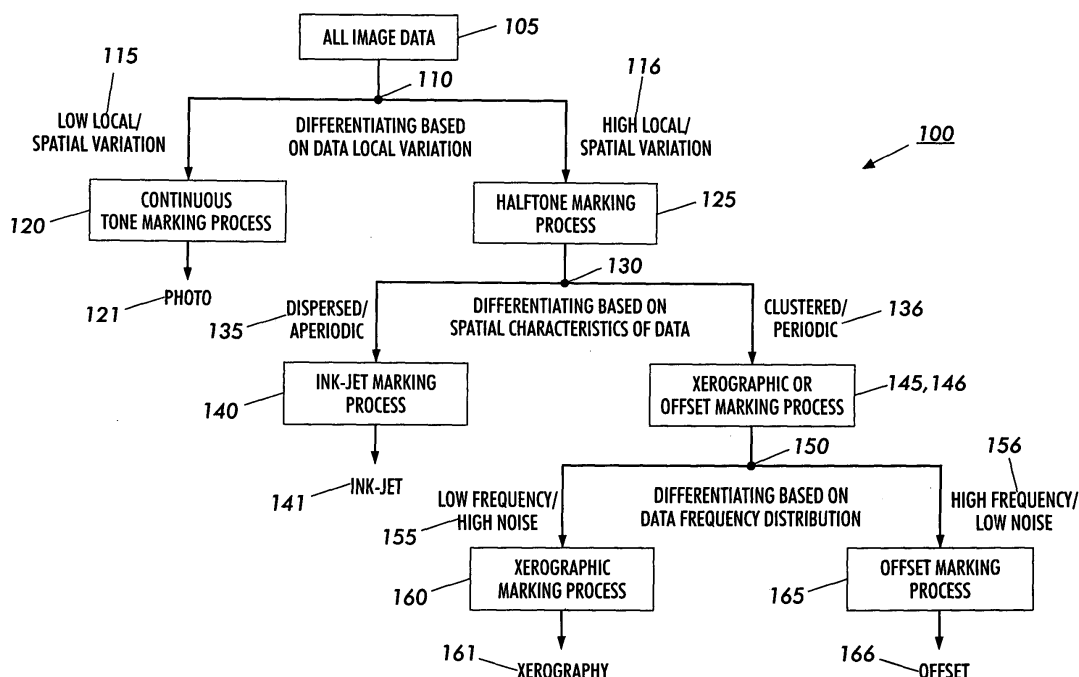 ALL IMAGE DATA
105
115
110
116
LOW LOCAL/
SPATIAL VARIATION
DIFFERENTIATING BASED
ON DATA LOCAL VARIATION
HIGH LOCAL/
SPATIAL VARIATION
100
CONTINUOUS
TONE MARKING PROCESS
120
HALFTONE MARKING
PROCESS
125
121
PHOTO
130
135
DISPERSED/
APERIODIC
DIFFERENTIATING BASED ON
SPATIAL CHARACTERISTICS OF DATA
CLUSTERED/
PERIODIC
136
INK-JET MARKING
PROCESS
140
XEROGRAPHIC OR
OFFSET MARKING PROCESS
145, 146
141
INK-JET
150
156
LOW FREQUENCY/
HIGH NOISE
155
DIFFERENTIATING BASED ON
DATA FREQUENCY DISTRIBUTION
HIGH FREQUENCY/
LOW NOISE
XEROGRAPHIC
MARKING PROCESS
160
OFFSET MARKING
PROCESS
165
161
XEROGRAPHY
166
OFFSET